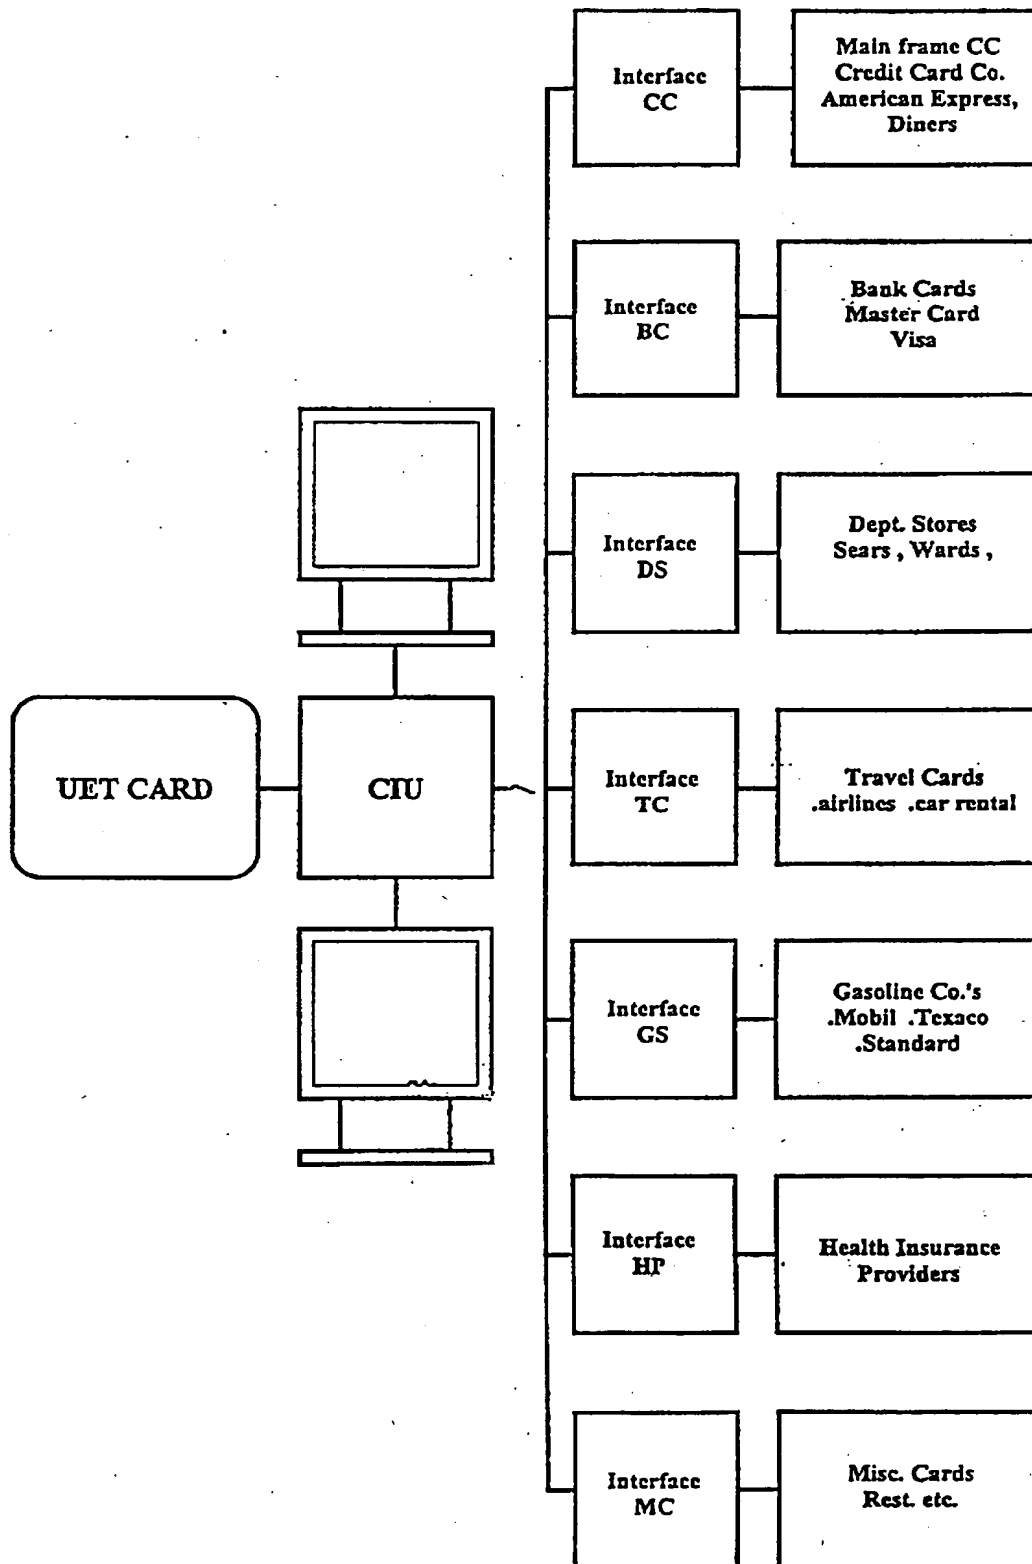 Interface
CC
Main frame CC
Credit Card Co.
American Express,
Diners
Interface
BC
Bank Cards
Master Card
Visa
Interface
DS
Dept. Stores
Sears , Wards ,
UET CARD
CIU
Interface
TC
Travel Cards
.airlines .car rental
Interface
GS
Gasoline Co.'s
.Mobil .Texaco
.Standard
Interface
HP
Health Insurance
Providers
Interface
MC
Misc. Cards
Rest. etc.